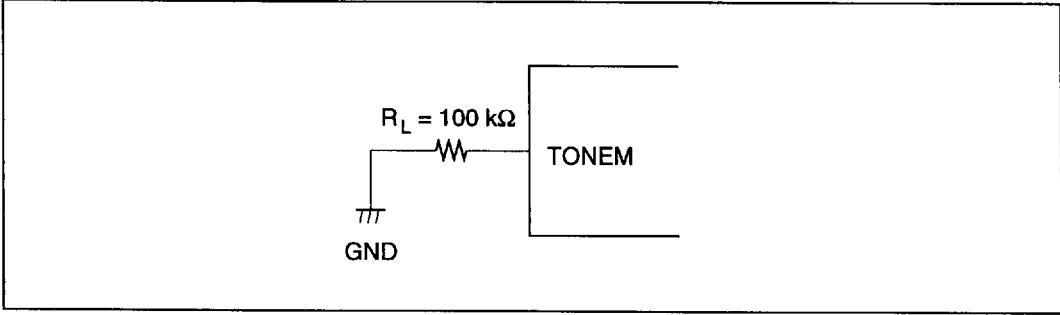 R_L = 100 kΩ
TONEM
GND